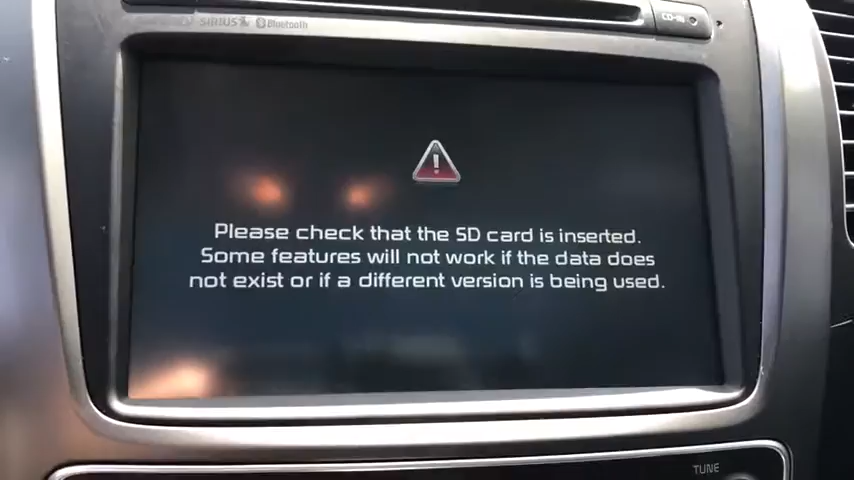 SIRIUS Bluetooth
CD-IN
Please check that the SD card is inserted.
Some features will not work if the data does
not exist or if a different version is being used.
TUNE